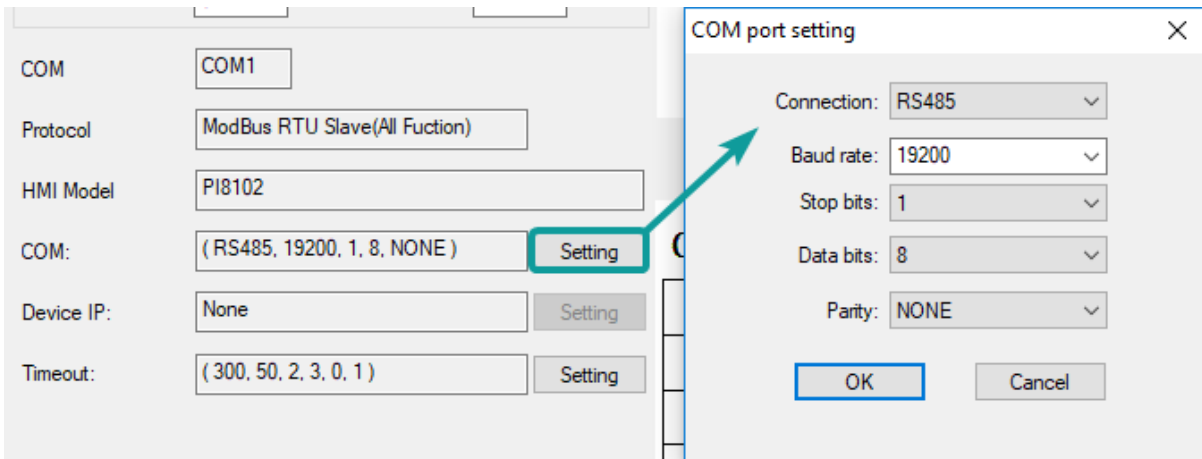 COM
COM1
Protocol
ModBus RTU Slave(All Fuction)
HMI Model
PI8102
COM:
( RS485, 19200, 1, 8, NONE )
Setting
Device IP:
None
Setting
Timeout:
( 300, 50, 2, 3, 0, 1 )
Setting
COM port setting
Connection:
RS485
Baud rate:
19200
Stop bits:
1
Data bits:
8
Parity:
NONE
OK
Cancel